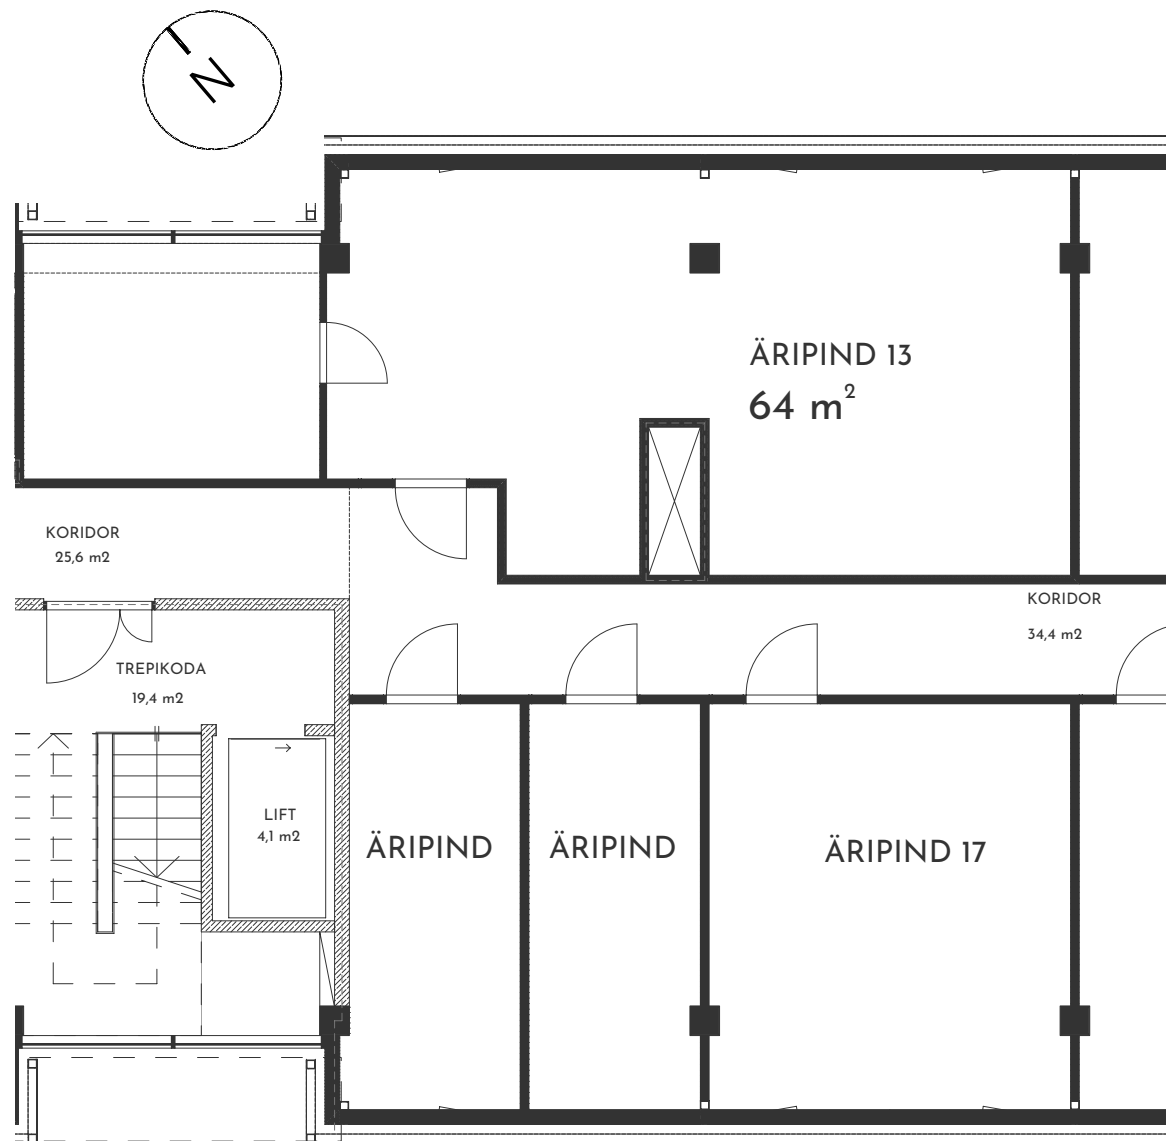 N
ÄRIPIND 13
64 m²
KORIDOR
25,6 m2
KORIDOR
34,4 m2
TREPIKODA
19,4 m2
LIFT
4,1 m2
ÄRIPIND
ÄRIPIND
ÄRIPIND 17